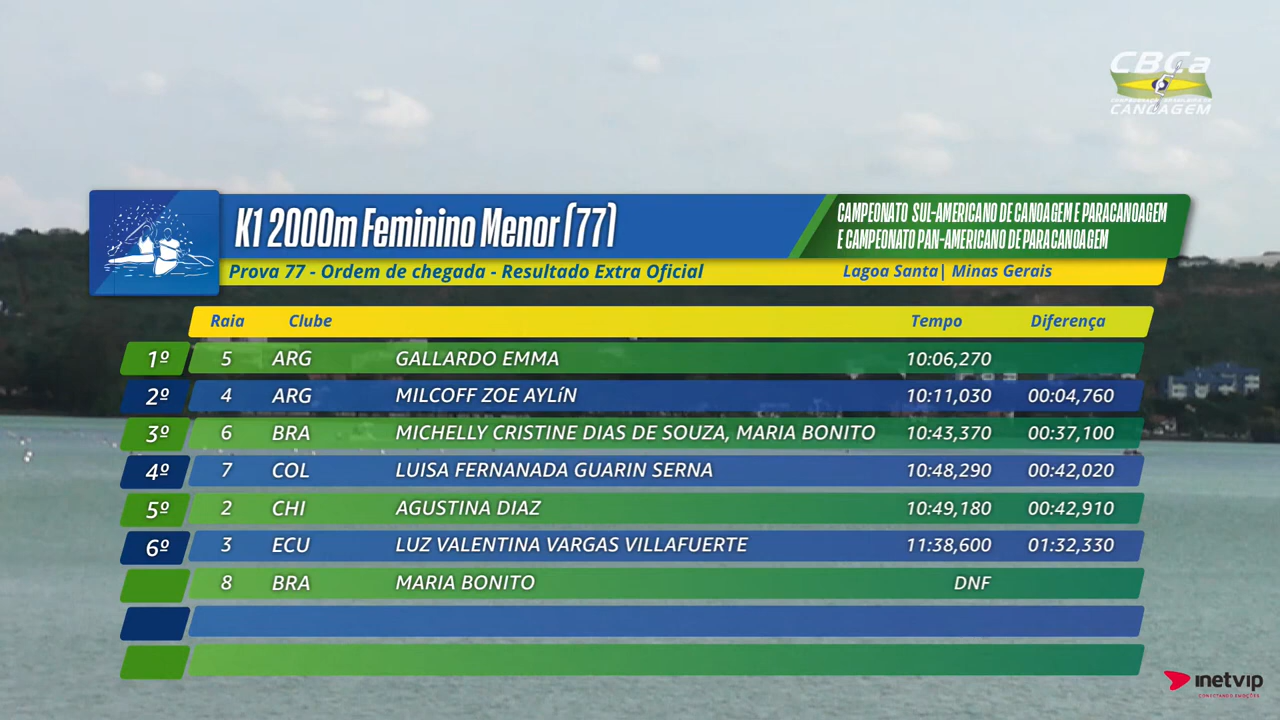 CBCa
CANOAGEM
K1 2000m Feminino Menor (77)
CAMPEONATO SUL-AMERICANO DE CANOAGEM E PARACANOAGEM
E CAMPEONATO PAN-AMERICANO DE PARACANOAGEM
Prova 77 - Ordem de chegada - Resultado Extra Oficial
Lagoa Santa| Minas Gerais
Raia Clube Tempo Diferença
1º 5 ARG GALLARDO EMMA 10:06,270
2º 4 ARG MILCOFF ZOE AYLíN 10:11,030 00:04,760
3º 6 BRA MICHELLY CRISTINE DIAS DE SOUZA, MARIA BONITO 10:43,370 00:37,100
4º 7 COL LUISA FERNANADA GUARIN SERNA 10:48,290 00:42,020
5º 2 CHI AGUSTINA DIAZ 10:49,180 00:42,910
6º 3 ECU LUZ VALENTINA VARGAS VILLAFUERTE 11:38,600 01:32,330
8 BRA MARIA BONITO DNF
inetvip
CONECTANDO EMOÇÕES